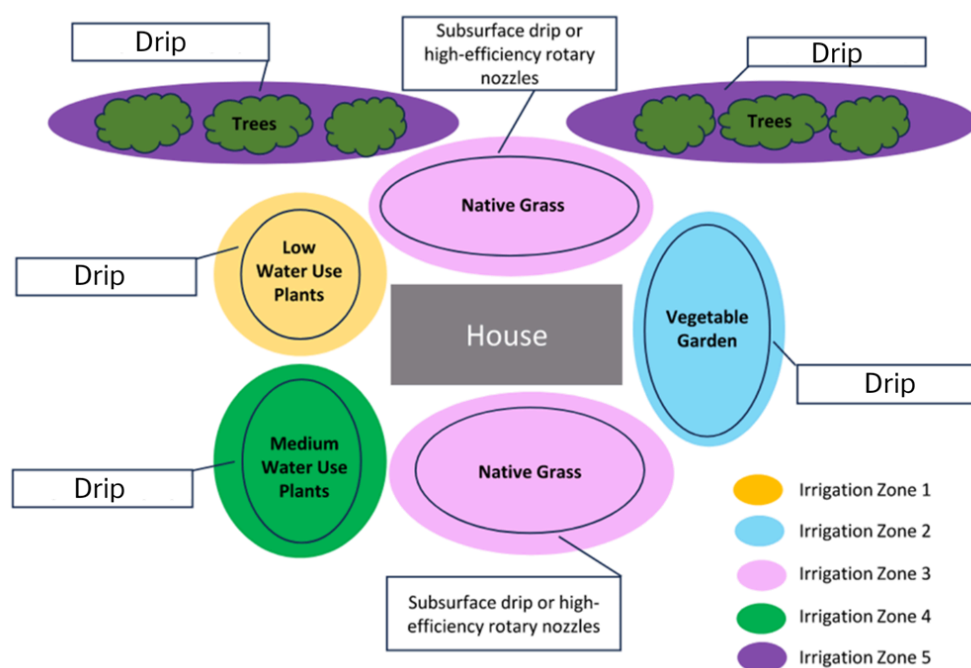 Drip
Subsurface drip or
high-efficiency rotary
nozzles
Drip
Trees
Trees
Native Grass
Low
Water Use
Plants
Drip
House
Vegetable
Garden
Drip
Medium
Water Use
Plants
Drip
Native Grass
Subsurface drip or high-
efficiency rotary nozzles
Irrigation Zone 1
Irrigation Zone 2
Irrigation Zone 3
Irrigation Zone 4
Irrigation Zone 5